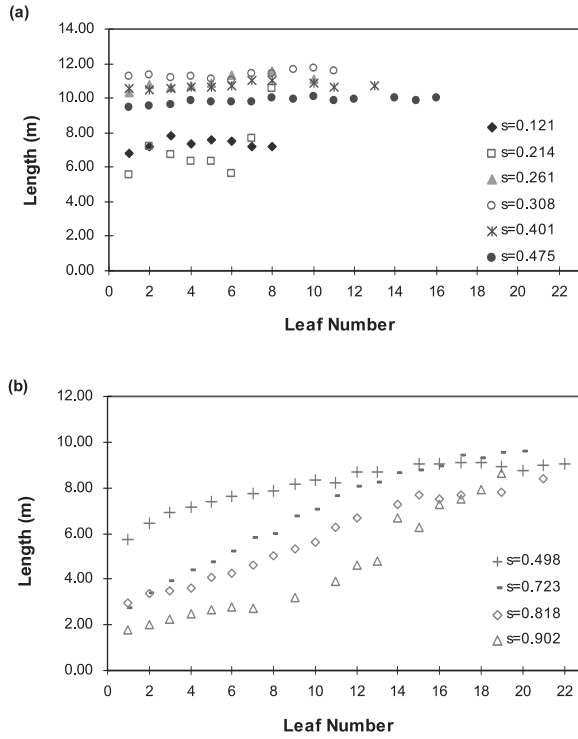 (a)
14.00
12.00
10.00
8.00
6.00
4.00
2.00
0.00
Length (m)
0 2 4 6 8 10 12 14 16 18 20 22
Leaf Number
s=0.121
s=0.214
s=0.261
s=0.308
s=0.401
s=0.475
(b)
12.00
10.00
8.00
6.00
4.00
2.00
0.00
Length (m)
0 2 4 6 8 10 12 14 16 18 20 22
Leaf Number
s=0.498
s=0.723
s=0.818
s=0.902